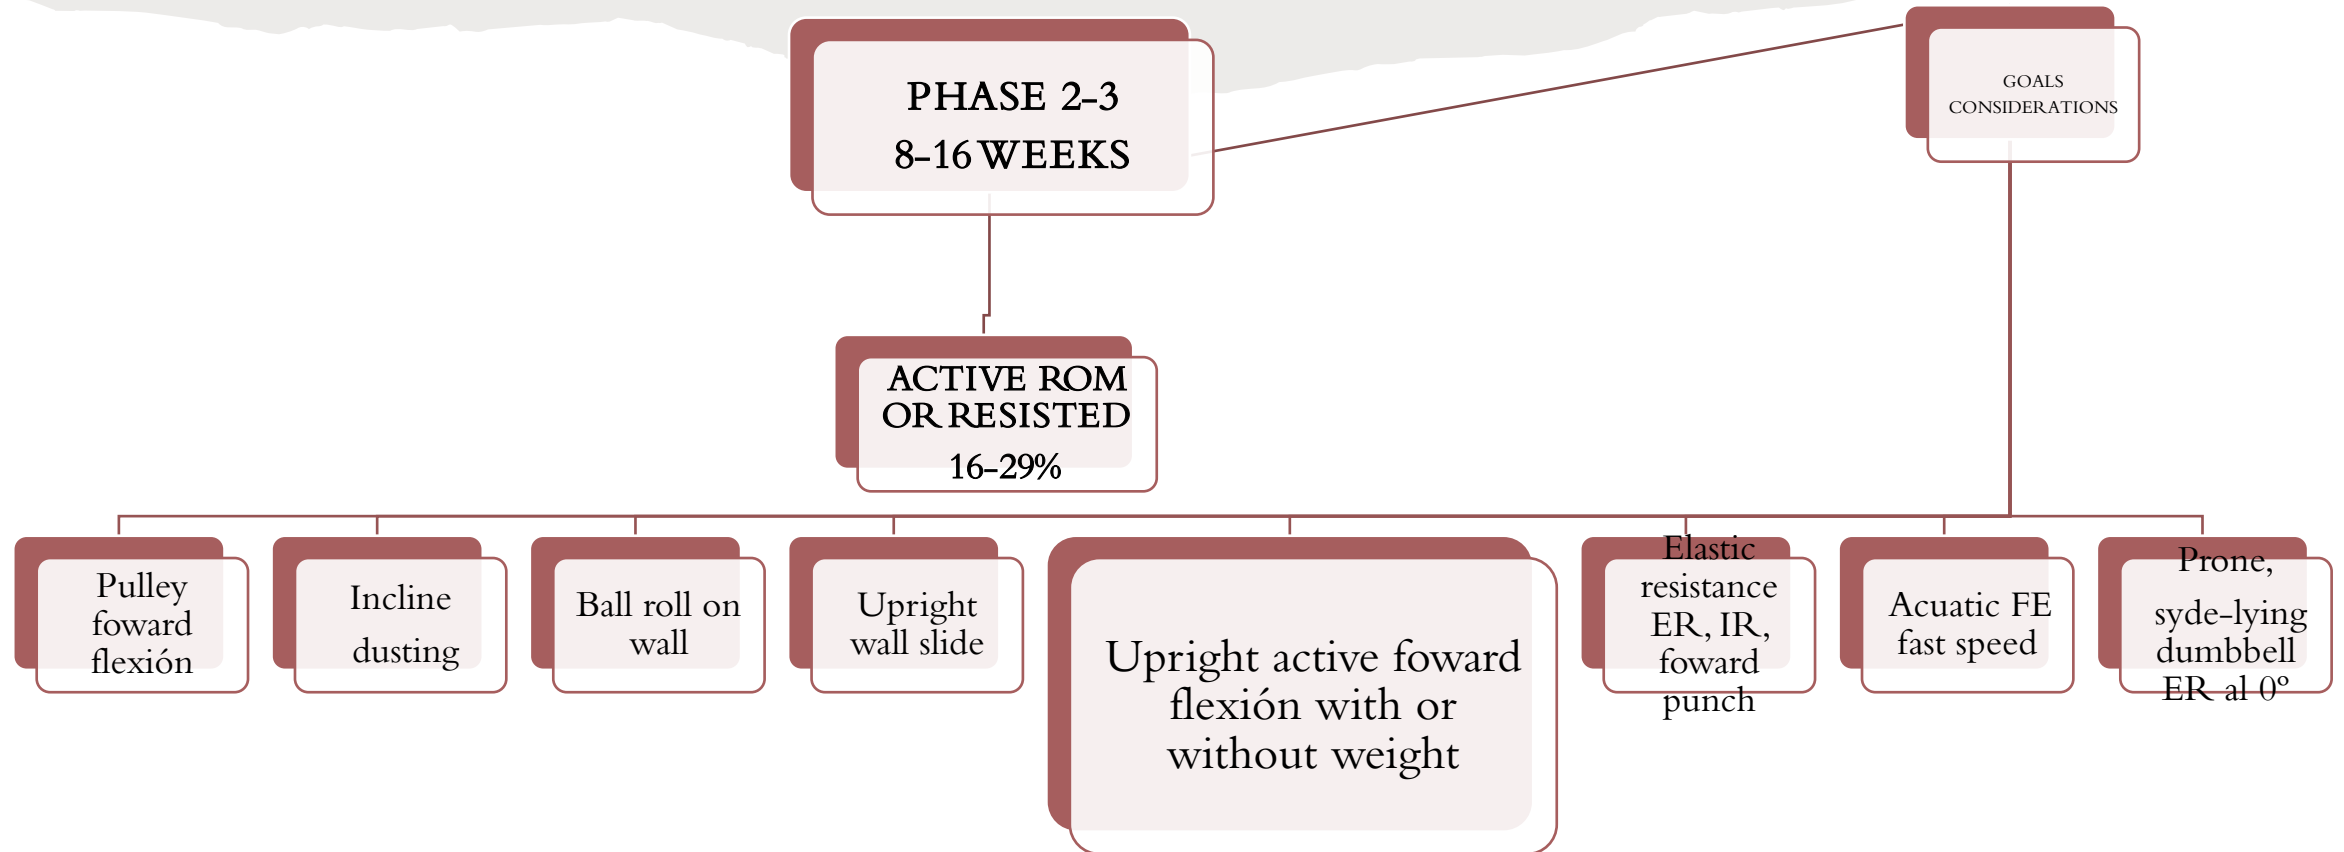 PHASE 2-3
8-16 WEEKS
GOALS
CONSIDERATIONS
ACTIVE ROM
OR RESISTED
16-29%
Pulley
foward
flexión
Incline
dusting
Ball roll on
wall
Upright
wall slide
Upright active foward
flexión with or
without weight
Elastic
resistance
ER, IR,
foward
punch
Acuatic FE
fast speed
Prone,
syde-lying
dumbbell
ER al 0º